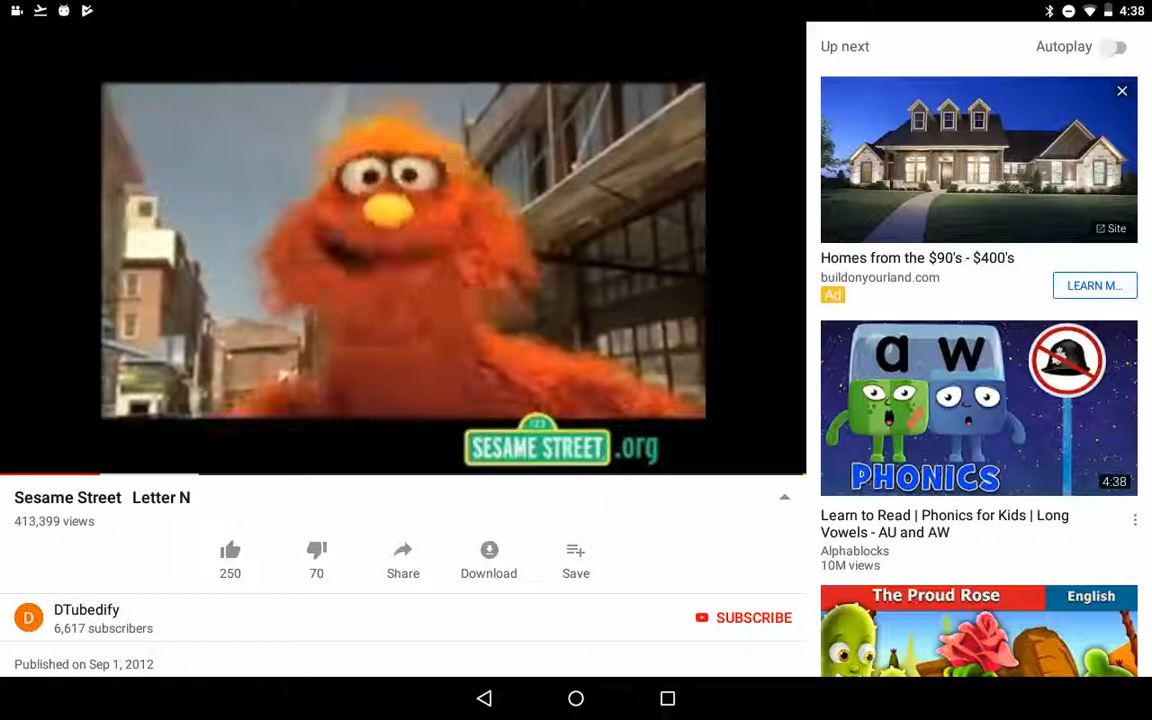 4:38
Up next
Autoplay
Site
Homes from the $90's - $400's
buildonyourland.com
Ad
LEARN M...
a w
PHONICS
4:38
Learn to Read | Phonics for Kids | Long
Vowels - AU and AW
Alphablocks
10M views
The Proud Rose
English
123
SESAME STREET .org
Sesame Street Letter N
413,399 views
250
70
Share
Download
Save
D
DTubedify
6,617 subscribers
SUBSCRIBE
Published on Sep 1, 2012